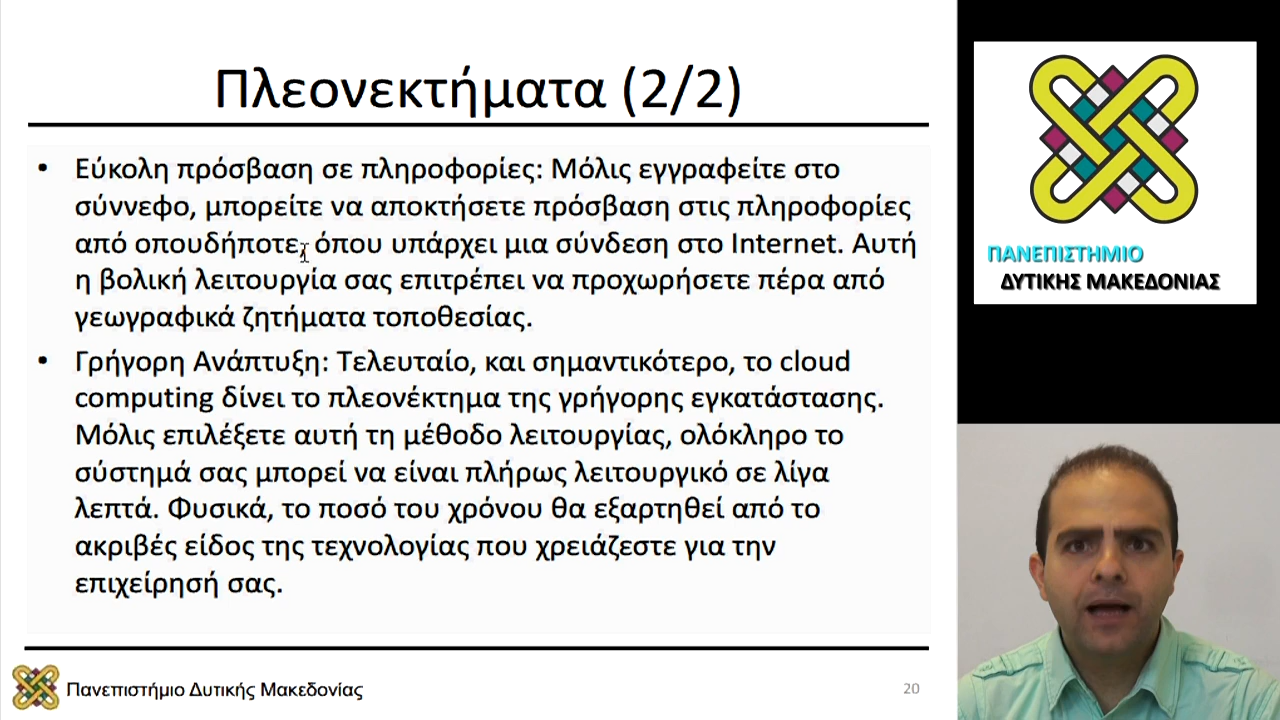 Πλεονεκτήματα (2/2)
• Εύκολη πρόσβαση σε πληροφορίες: Μόλις εγγραφείτε στο
σύννεφο, μπορείτε να αποκτήσετε πρόσβαση στις πληροφορίες
από οπουδήποτε, όπου υπάρχει μια σύνδεση στο Internet. Αυτή
η βολική λειτουργία σας επιτρέπει να προχωρήσετε πέρα από
γεωγραφικά ζητήματα τοποθεσίας.
• Γρήγορη Ανάπτυξη: Τελευταίο, και σημαντικότερο, το cloud
computing δίνει το πλεονέκτημα της γρήγορης εγκατάστασης.
Μόλις επιλέξετε αυτή τη μέθοδο λειτουργίας, ολόκληρο το
σύστημά σας μπορεί να είναι πλήρως λειτουργικό σε λίγα
λεπτά. Φυσικά, το ποσό του χρόνου θα εξαρτηθεί από το
ακριβές είδος της τεχνολογίας που χρειάζεστε για την
επιχείρησή σας.
Πανεπιστήμιο Δυτικής Μακεδονίας
20
ΠΑΝΕΠΙΣΤΗΜΙΟ
ΔΥΤΙΚΗΣ ΜΑΚΕΔΟΝΙΑΣ